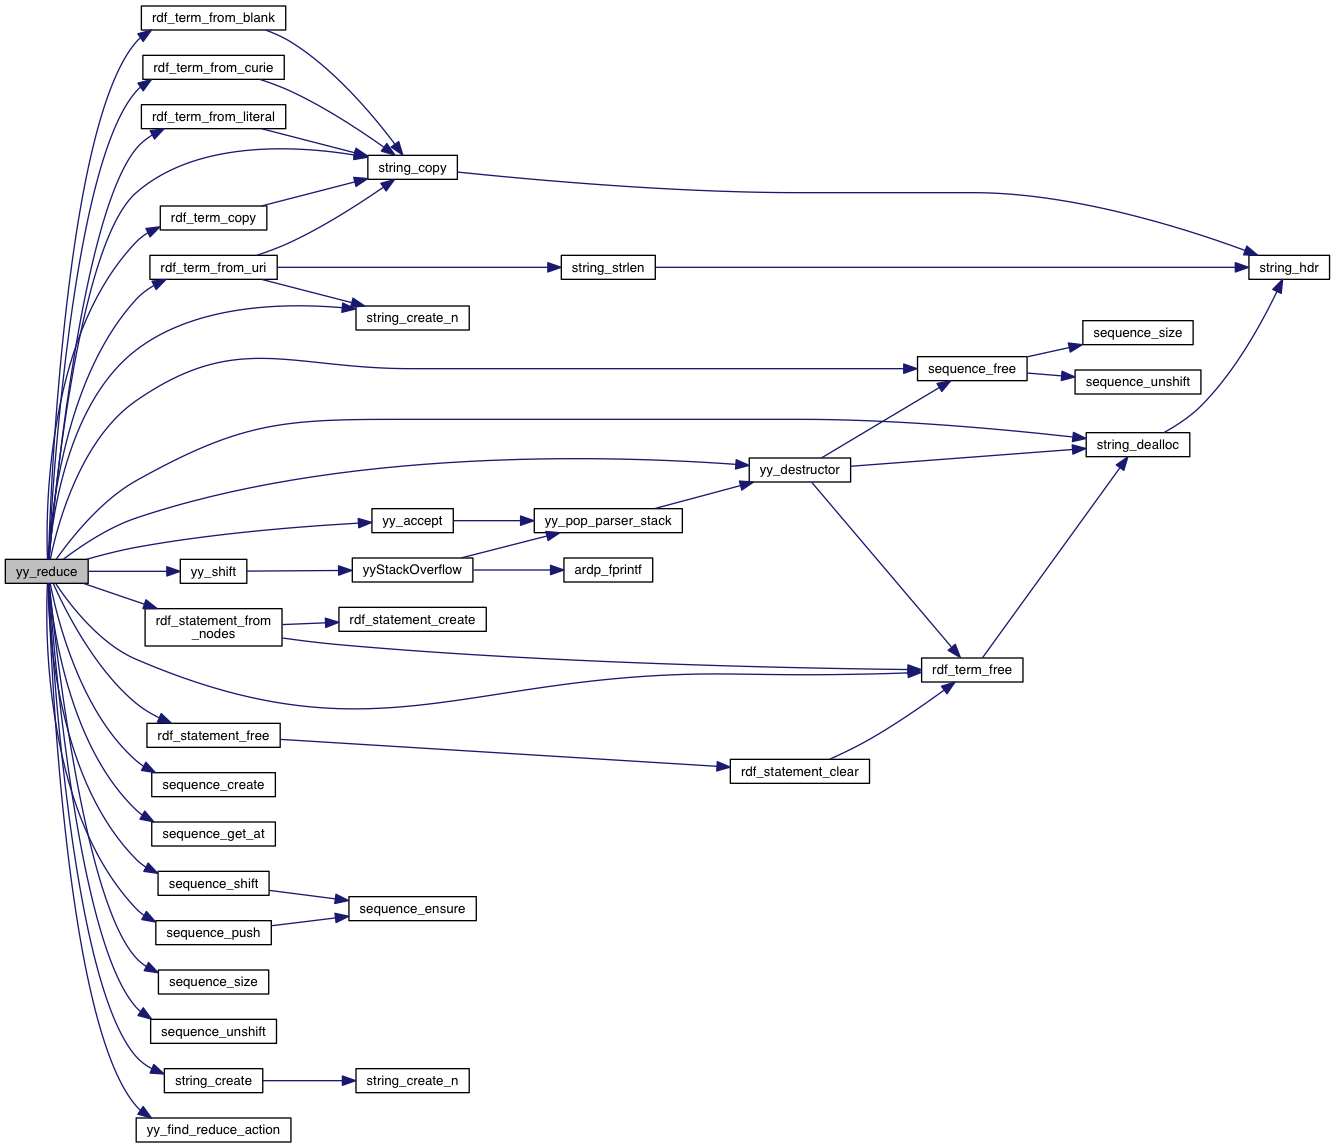 rdf_term_from_blank
rdf_term_from_curie
rdf_term_from_literal
string_copy
rdf_term_copy
rdf_term_from_uri
string_strlen
string_hdr
string_create_n
sequence_size
sequence_free
sequence_unshift
string_dealloc
yy_destructor
yy_accept
yy_pop_parser_stack
yy_reduce
yy_shift
yyStackOverflow
ardp_fprintf
rdf_statement_from
_nodes
rdf_statement_create
rdf_term_free
rdf_statement_free
rdf_statement_clear
sequence_create
sequence_get_at
sequence_shift
sequence_ensure
sequence_push
sequence_size
sequence_unshift
string_create
string_create_n
yy_find_reduce_action